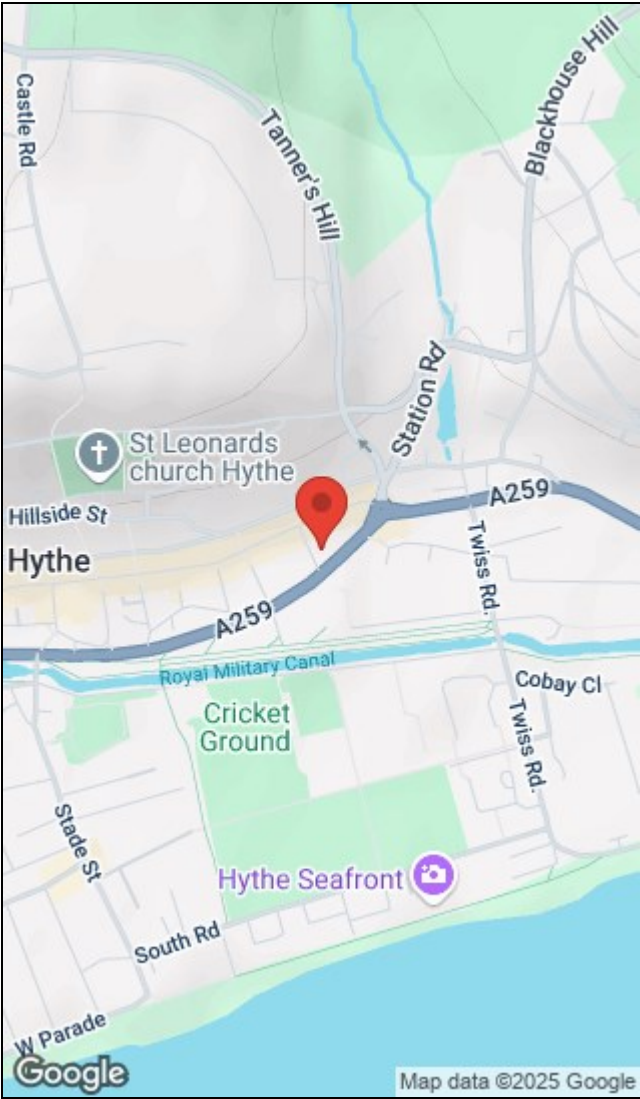 Blackhouse Hill
Castle Rd
Tanner's Hill
Station Rd
St Leonards
church Hythe
A259
Hillside St
Hythe
Twiss Rd.
A259
Royal Military Canal
Cobay Cl
Cricket
Ground
Twiss Rd.
Stade St
Hythe Seafront
South Rd
W Parade
Google
Map data ©2025 Google